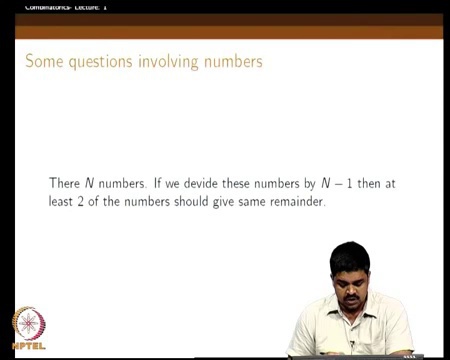 Combinatorics- Lecture: 1
Some questions involving numbers
There N numbers. If we devide these numbers by N − 1 then at
least 2 of the numbers should give same remainder.
NPTEL